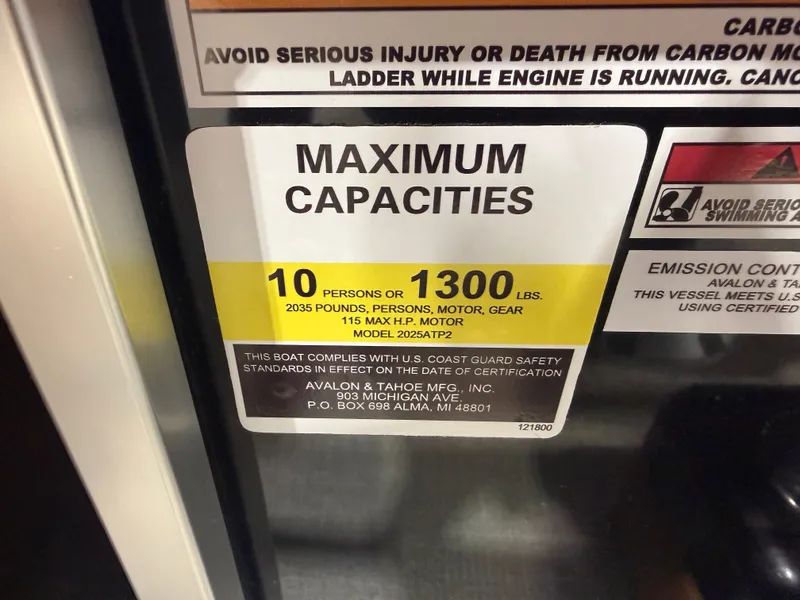 AVOID SERIOUS INJURY OR DEATH FROM CARBON
LADDER WHILE ENGINE IS RUNNING.
MAXIMUM
CAPACITIES
10 PERSONS OR 1300 LBS.
2035 POUNDS, PERSONS, MOTOR, GEAR
115 MAX H.P. MOTOR
MODEL 2025ATP2
THIS BOAT COMPLIES WITH U.S. COAST GUARD SAFETY
STANDARDS IN EFFECT ON THE DATE OF CERTIFICATION
AVALON & TAHOE MFG., INC.
903 MICHIGAN AVE.
P.O. BOX 698 ALMA, MI 48801
121800
AVOID
SWIMMING
EMISSION
AVALON &
THIS VESSEL MEETS
USING CERTIFIED